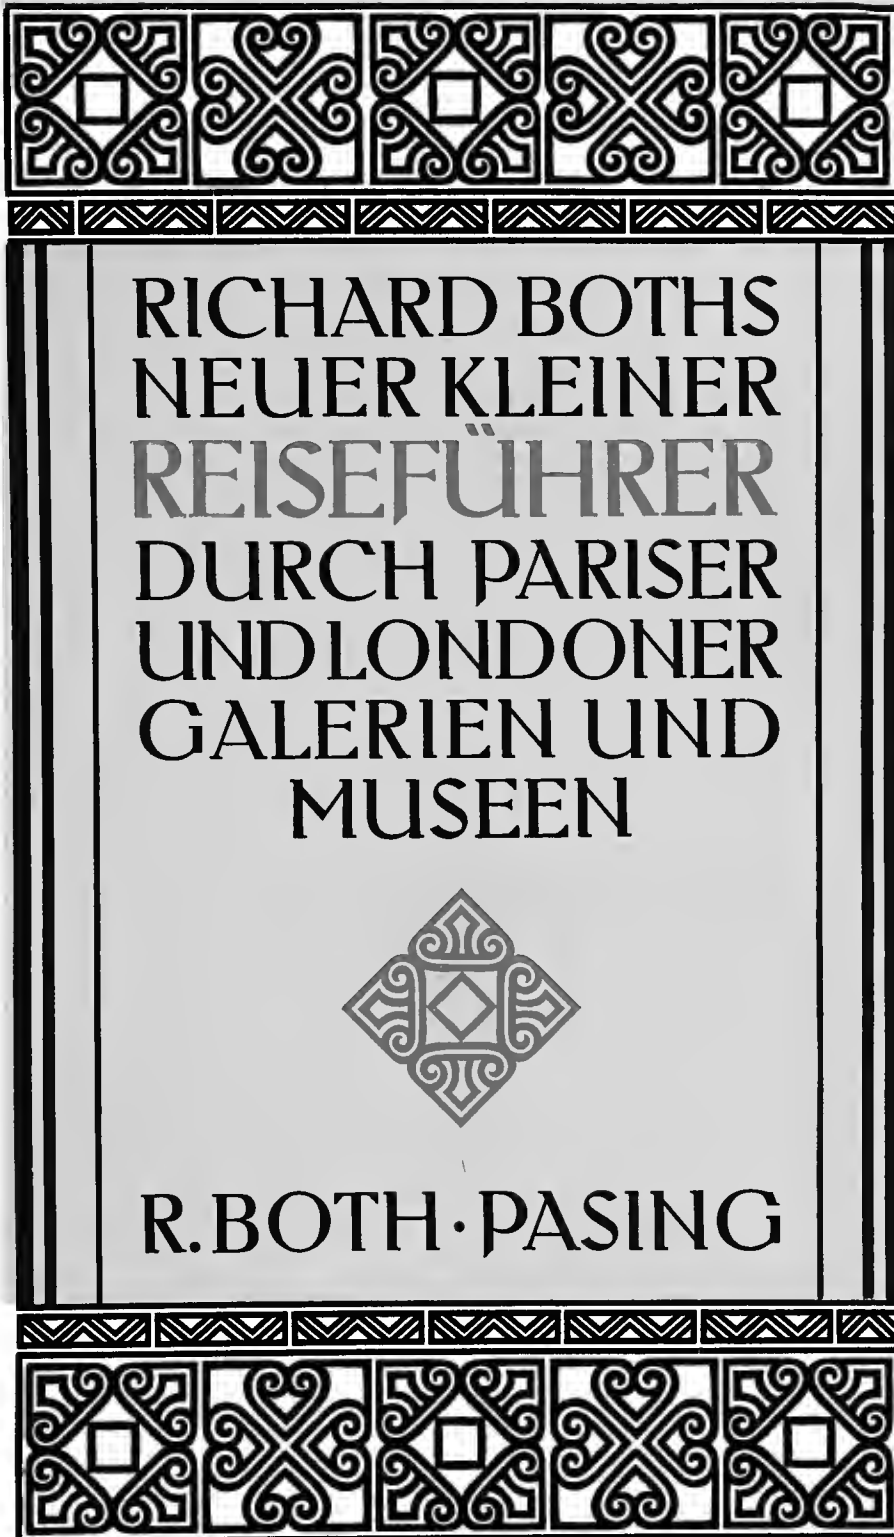 RICHARD BOTHS
NEUER KLEINER
REISEFÜHRER
DURCH PARISER
UND LONDONER
GALERIEN UND
MUSEEN
R. BOTH · PASING